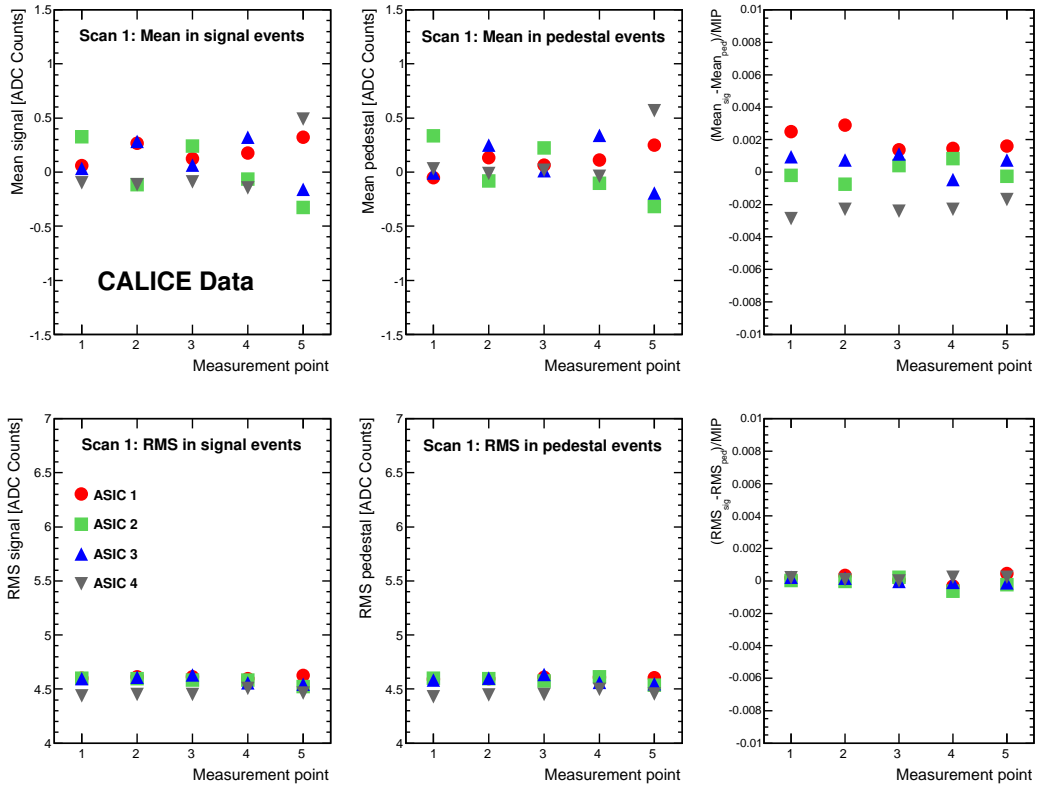 Mean signal [ADC Counts]
Scan 1: Mean in signal events
CALICE Data
1.5
1
0.5
0
-0.5
-1
-1.5
1 2 3 4 5
Measurement point
Mean pedestal [ADC Counts]
Scan 1: Mean in pedestal events
1.5
1
0.5
0
-0.5
-1
-1.5
1 2 3 4 5
Measurement point
(Mean_sig-Mean_ped)/MIP
0.01
0.008
0.006
0.004
0.002
0
-0.002
-0.004
-0.006
-0.008
-0.01
1 2 3 4 5
Measurement point
RMS signal [ADC Counts]
Scan 1: RMS in signal events
ASIC 1
ASIC 2
ASIC 3
ASIC 4
7
6.5
6
5.5
5
4.5
4
1 2 3 4 5
Measurement point
RMS pedestal [ADC Counts]
Scan 1: RMS in pedestal events
7
6.5
6
5.5
5
4.5
4
1 2 3 4 5
Measurement point
(RMS_sig-RMS_ped)/MIP
0.01
0.008
0.006
0.004
0.002
0
-0.002
-0.004
-0.006
-0.008
-0.01
1 2 3 4 5
Measurement point